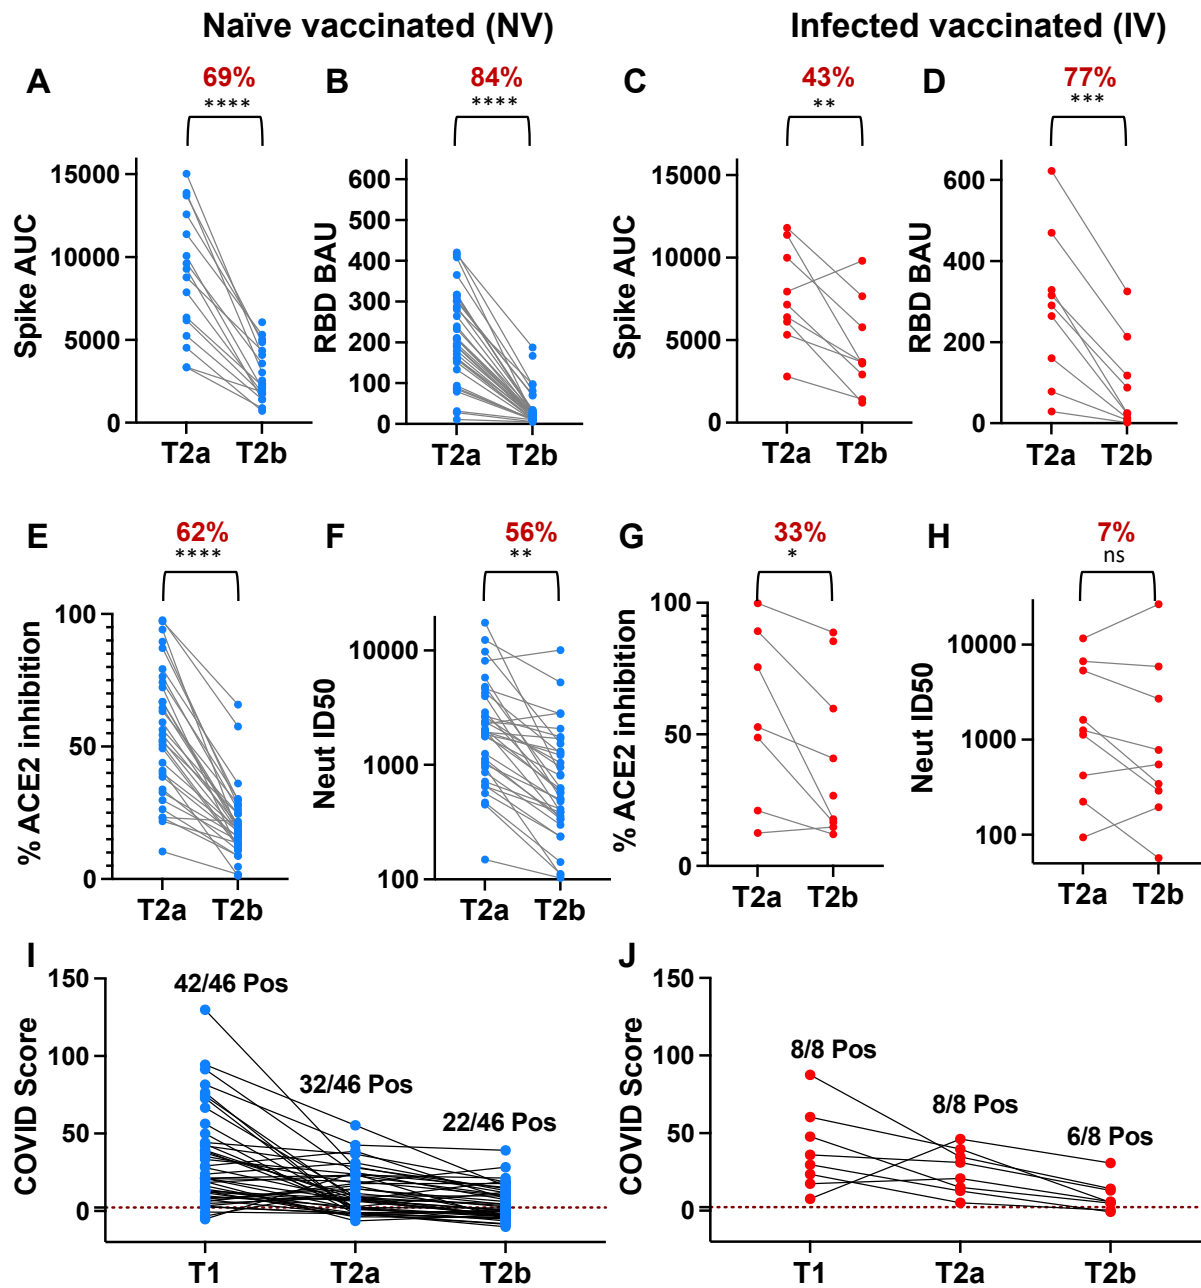 Naïve vaccinated (NV)
Infected vaccinated (IV)
A
69%
****
Spike AUC
15000
10000
5000
0
T2a
T2b
B
84%
****
RBD BAU
600
500
400
300
200
100
0
T2a
T2b
C
43%
**
Spike AUC
15000
10000
5000
0
T2a
T2b
D
77%
***
RBD BAU
600
400
200
0
T2a
T2b
E
62%
****
% ACE2 inhibition
100
50
0
T2a
T2b
F
56%
**
Neut ID50
10000
1000
100
T2a
T2b
G
33%
*
% ACE2 inhibition
100
50
0
T2a
T2b
H
7%
ns
Neut ID50
10000
1000
100
T2a
T2b
I
COVID Score
150
100
50
0
42/46 Pos
32/46 Pos
22/46 Pos
T1
T2a
T2b
J
COVID Score
150
100
50
0
8/8 Pos
8/8 Pos
6/8 Pos
T1
T2a
T2b